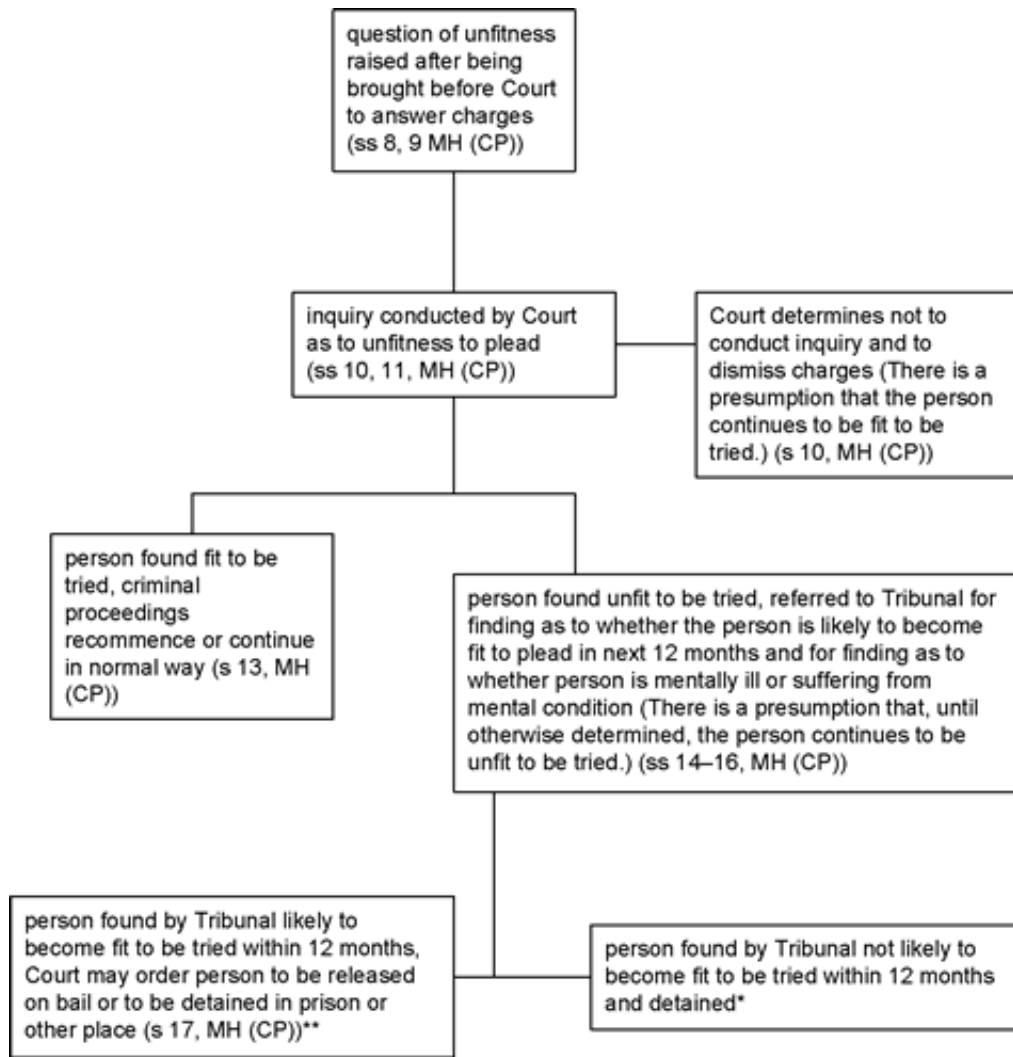 question of unfitness
raised after being
brought before Court
to answer charges
(ss 8, 9 MH (CP))
inquiry conducted by Court
as to unfitness to plead
(ss 10, 11, MH (CP))
Court determines not to
conduct inquiry and to
dismiss charges (There is a
presumption that the person
continues to be fit to be
tried.) (s 10, MH (CP))
person found fit to be
tried, criminal
proceedings
recommence or continue
in normal way (s 13, MH
(CP))
person found unfit to be tried, referred to Tribunal for
finding as to whether the person is likely to become
fit to plead in next 12 months and for finding as to
whether person is mentally ill or suffering from
mental condition (There is a presumption that, until
otherwise determined, the person continues to be
unfit to be tried.) (ss 14–16, MH (CP))
person found by Tribunal likely to
become fit to be tried within 12 months,
Court may order person to be released
on bail or to be detained in prison or
other place (s 17, MH (CP))**
person found by Tribunal not likely to
become fit to be tried within 12 months
and detained*